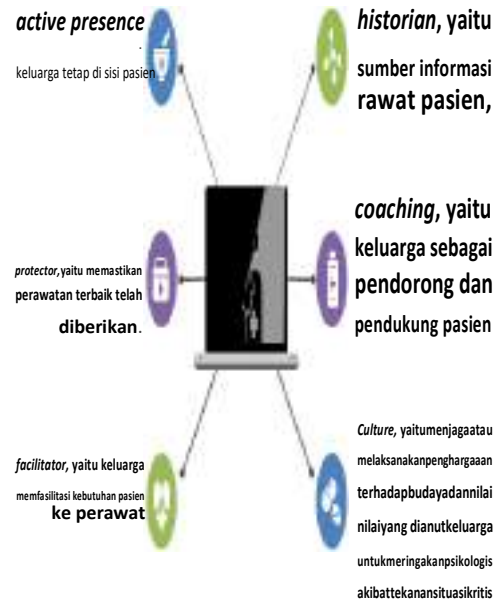 active presence
.
keluarga tetap di sisi pasien
historian, yaitu
sumber informasi
rawat pasien,
protector,yaitu memastikan
perawatan terbaik telah
diberikan.
coaching, yaitu
keluarga sebagai
pendorong dan
pendukung pasien
facilitator, yaitu keluarga
memfasilitasi kebutuhan pasien
ke perawat
Culture, yaitumenjagaatau
melaksanakanpenghargaaan
terhadapbudayadannilai
nilaiyang dianutkeluarga
untukmeringakanpsikologis
akibattekanansituasikritis